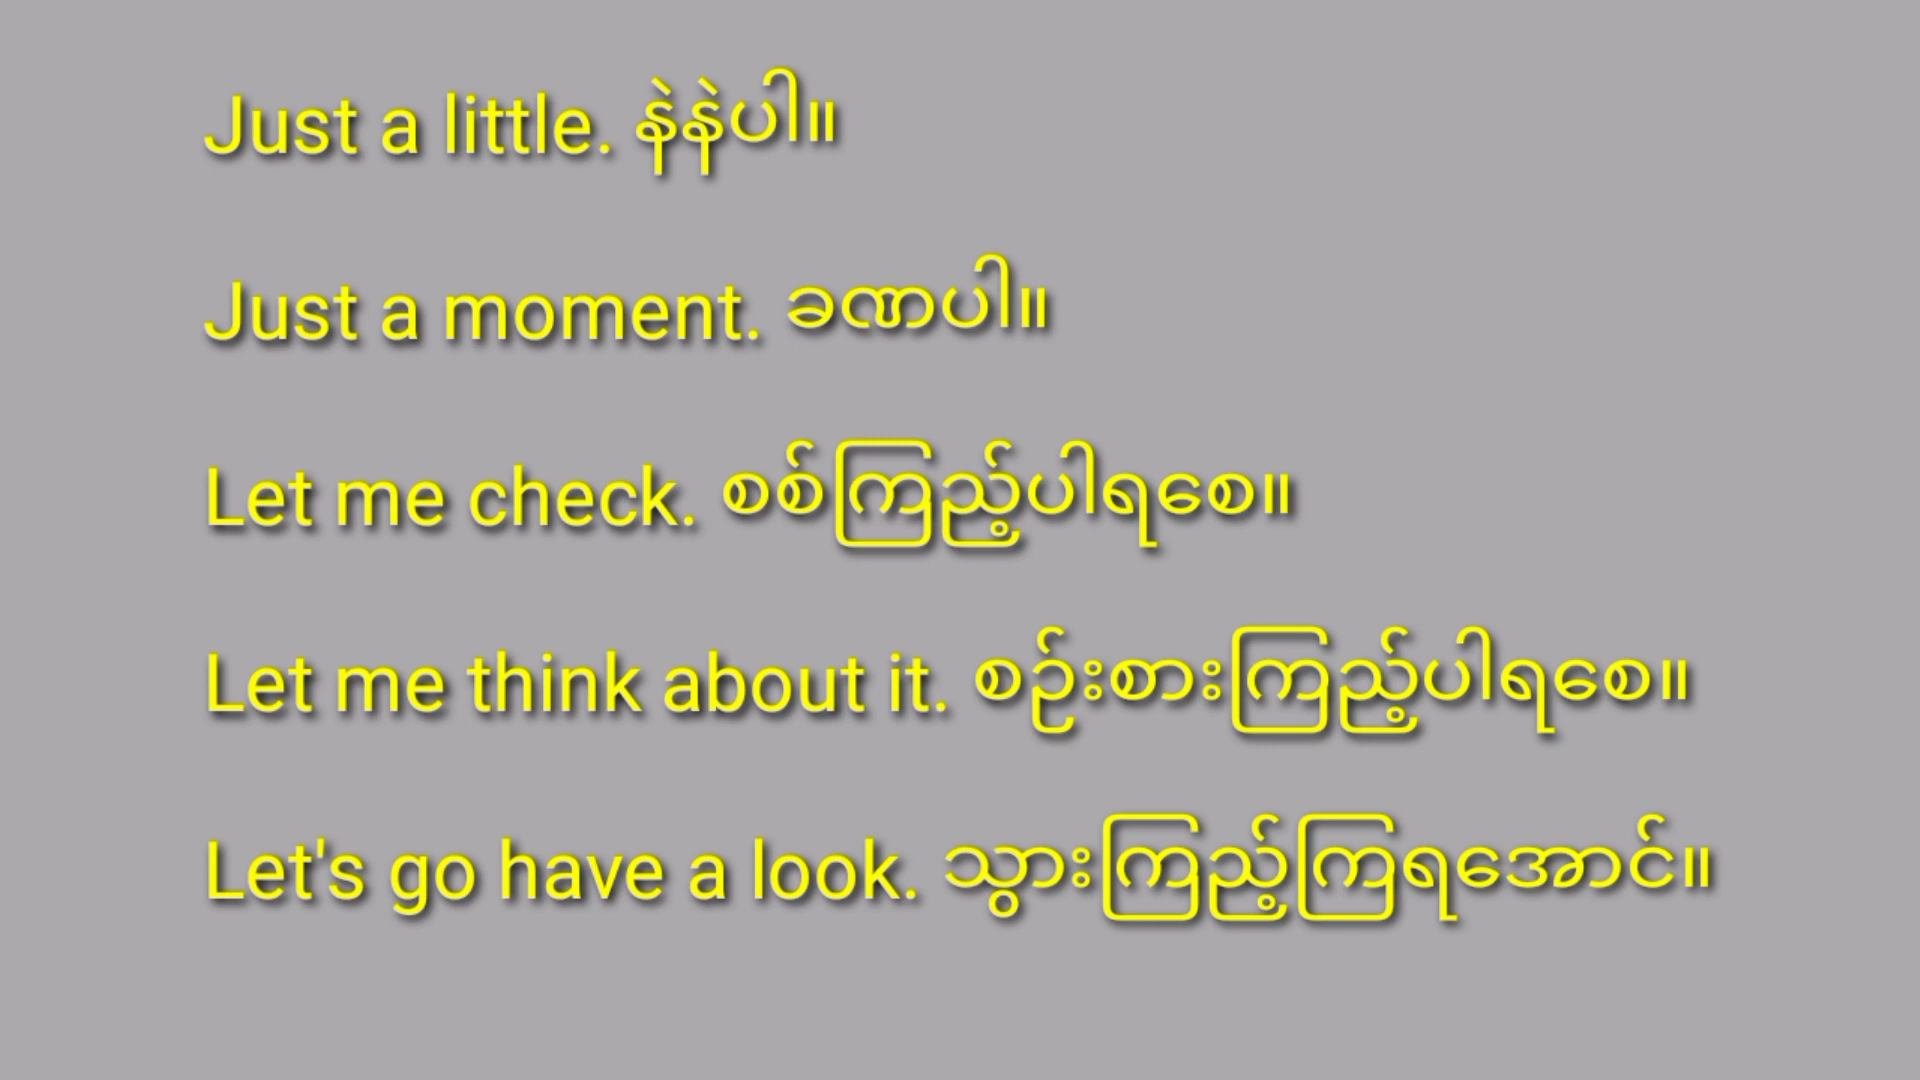 Just a little. နဲနဲပါ။
Just a moment. ခဏပါ။
Let me check. စစ်ကြည့်ပါရစေ။
Let me think about it. စဉ်းစားကြည့်ပါရစေ။
Let's go have a look. သွားကြည့်ကြရအောင်။